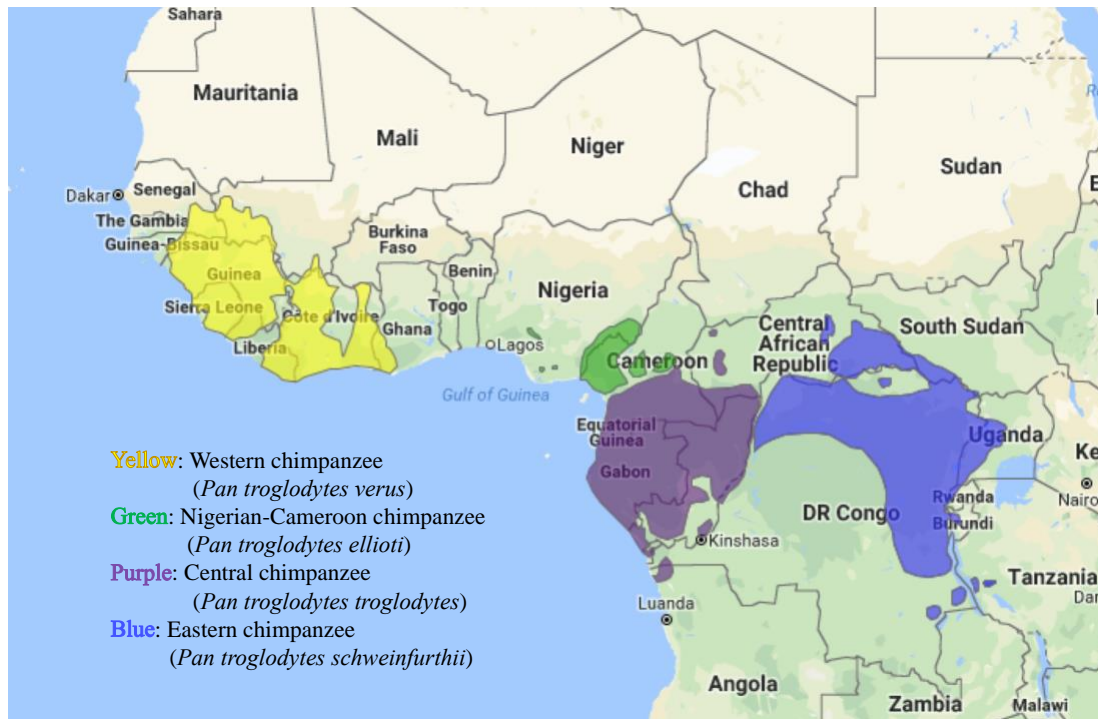 Sahara
Mauritania
Mali
Niger
Chad
Sudan
Dakar
Senegal
The Gambia
Guinea-Bissau
Burkina
Faso
Guinea
Benin
Nigeria
Sierra Leone
Côte d'Ivoire
Togo
Ghana
Liberia
Lagos
Central
African
Republic
South Sudan
Cameroon
Gulf of Guinea
Equatorial
Guinea
Gabon
Uganda
Ke
Nairo
Rwanda
Burundi
DR Congo
Kinshasa
Tanzania
Dar
Luanda
Angola
Zambia
Malawi
Yellow: Western chimpanzee
(Pan troglodytes verus)
Green: Nigerian-Cameroon chimpanzee
(Pan troglodytes ellioti)
Purple: Central chimpanzee
(Pan troglodytes troglodytes)
Blue: Eastern chimpanzee
(Pan troglodytes schweinfurthii)